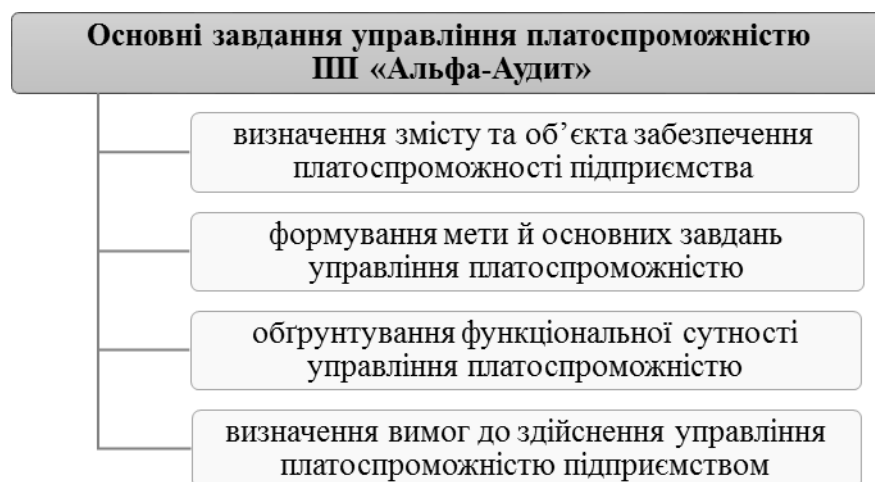 Основні завдання управління платоспроможністю
ПП «Альфа-Аудит»
визначення змісту та об’єкта забезпечення
платоспроможності підприємства
формування мети й основних завдань
управління платоспроможністю
обґрунтування функціональної сутності
управління платоспроможністю
визначення вимог до здійснення управління
платоспроможністю підприємством